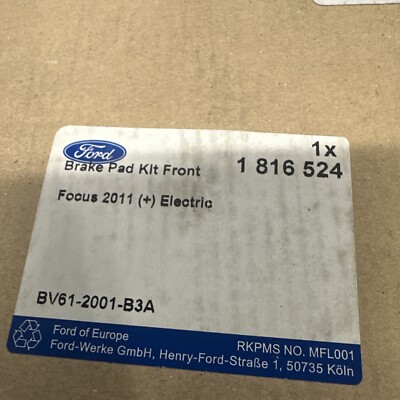 Ford
1x
Brake Pad Kit Front
1 816 524
Focus 2011 (+) Electric
BV61-2001-B3A
Ford of Europe
RKPMS NO. MFL001
Ford-Werke GmbH, Henry-Ford-Straße 1, 50735 Köln